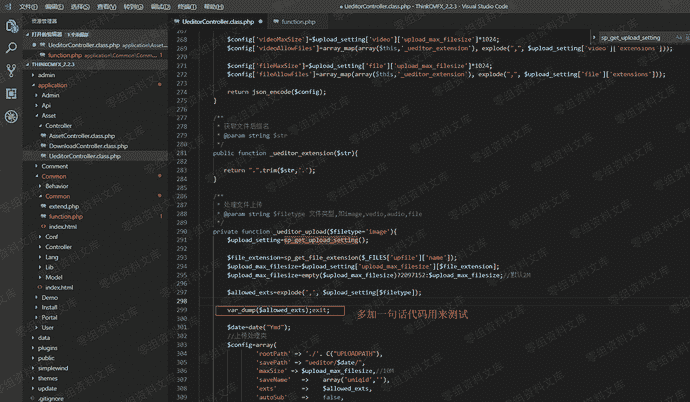 文件(F) 编辑(E) 选择(S) 查看(V) 转到(G) 调试(D) 终端(T) 帮助(H)
● UeditorController.class.php - ThinkCMFX_2.2.3 - Visual Studio Code
资源管理器
UeditorController.class.php ●
function.php
sp_get_upload_setting
打开的编辑器
UeditorController.class.php application\Asset...
function.php application\Common\Comm...
THINKCMFX_2.2.3
admin
application
Admin
Api
Asset
Controller
AssetController.class.php
DownloadController.class.php
UeditorController.class.php
Comment
Common
Behavior
Common
extend.php
function.php
index.html
Conf
Controller
Lang
Lib
Model
index.html
Demo
Install
Portal
User
data
plugins
public
simplewind
themes
update
.gitignore
268 $config['videoMaxSize']=$upload_setting['video']['upload_max_filesize']*1024;
269 $config['videoAllowFiles']=array_map(array($this,'_ueditor_extension'), explode(",", $upload_setting['video']['extensions']));
270
271 $config['fileMaxSize']=$upload_setting['file']['upload_max_filesize']*1024;
272 $config['fileAllowFiles']=array_map(array($this,'_ueditor_extension'), explode(",", $upload_setting['file']['extensions']));
273
274 return json_encode($config);
275 }
276
277 /**
278 * 获取文件后缀名
279 * @param string $str
280 */
281 public function _ueditor_extension($str){
282
283 return ".".trim($str,'.');
284 }
285
286 /**
287 * 处理文件上传
288 * @param string $filetype 文件类型,如image,vedio,audio,file
289 */
290 private function _ueditor_upload($filetype='image'){
291 $upload_setting=sp_get_upload_setting();
292
293 $file_extension=sp_get_file_extension($_FILES['upfile']['name']);
294 $upload_max_filesize=$upload_setting['upload_max_filesize'][$file_extension];
295 $upload_max_filesize=empty($upload_max_filesize)?2097152:$upload_max_filesize;//默认2M
296
297 $allowed_exts=explode(",", $upload_setting[$filetype]);
298
299 var_dump($allowed_exts);exit;
多加一句话代码用来测试
300
301 $date=date("Ymd");
302 //上传处理类
303 $config=array(
304 'rootPath' => './'. C("UPLOADPATH"),
305 'savePath' => "ueditor/$date/",
306 'maxSize' => $upload_max_filesize,//10M
307 'saveName' => array('uniqid',''),
308 'exts' => $allowed_exts,
309 'autoSub' => false,
零组资料文库